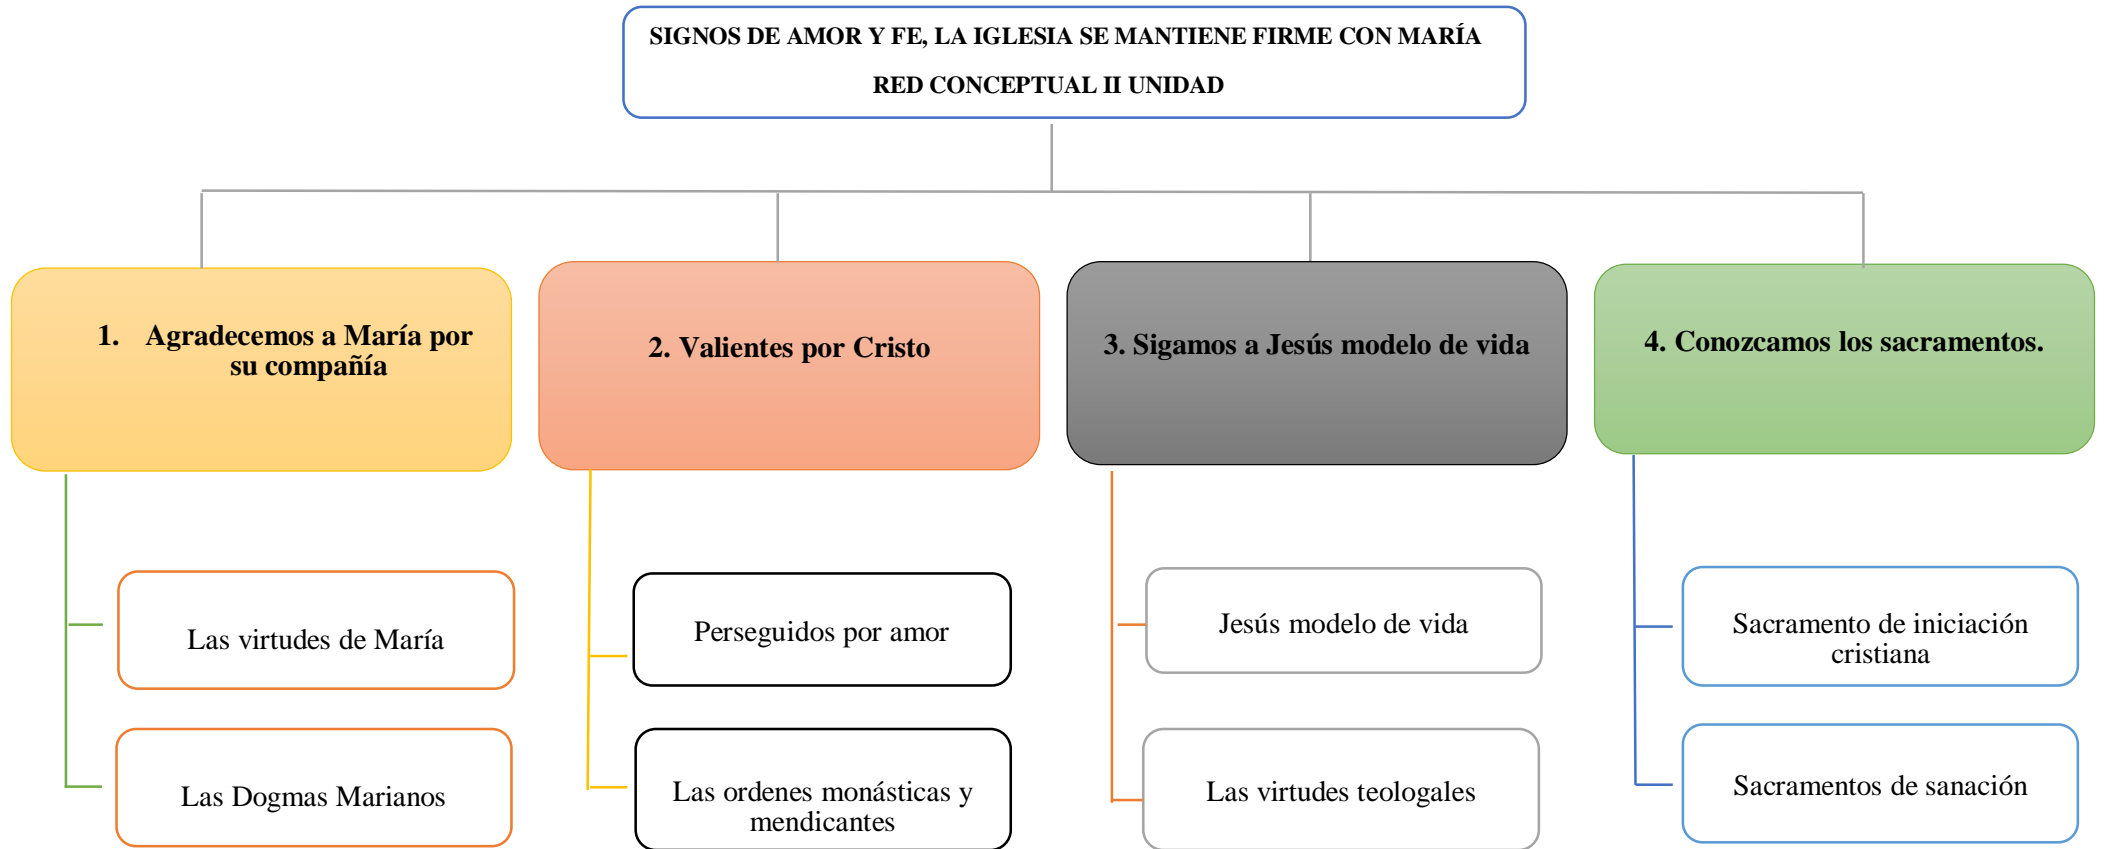 SIGNOS DE AMOR Y FE, LA IGLESIA SE MANTIENE FIRME CON MARÍA
RED CONCEPTUAL II UNIDAD
1. Agradecemos a María por
su compañía
2. Valientes por Cristo
3. Sigamos a Jesús modelo de vida
4. Conozcamos los sacramentos.
Las virtudes de María
Perseguidos por amor
Jesús modelo de vida
Sacramento de iniciación
cristiana
Las Dogmas Marianos
Las ordenes monásticas y
mendicantes
Las virtudes teologales
Sacramentos de sanación